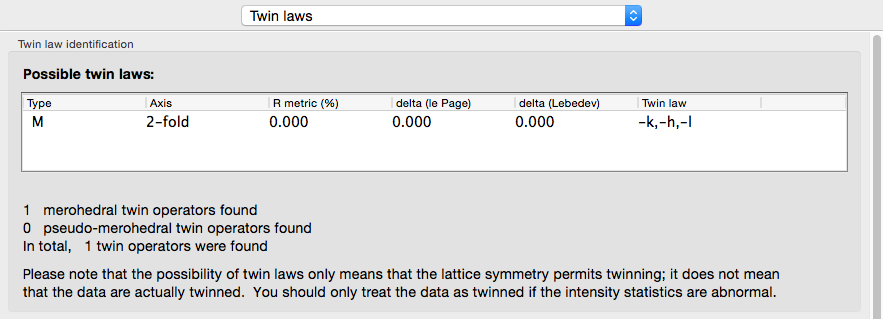 Twin laws
Twin law identification
Possible twin laws:
Type Axis R metric (%) delta (le Page) delta (Lebedev) Twin law
M 2-fold 0.000 0.000 0.000 -k,-h,-l
1 merohedral twin operators found
0 pseudo-merohedral twin operators found
In total, 1 twin operators were found
Please note that the possibility of twin laws only means that the lattice symmetry permits twinning; it does not mean
that the data are actually twinned. You should only treat the data as twinned if the intensity statistics are abnormal.